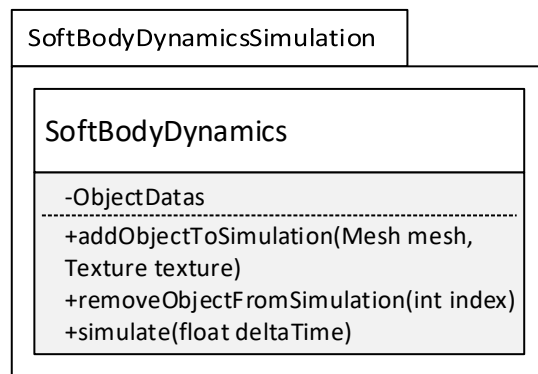 SoftBodyDynamicsSimulation
SoftBodyDynamics
-ObjectDatas
+addObjectToSimulation(Mesh mesh,
Texture texture)
+removeObjectFromSimulation(int index)
+simulate(float deltaTime)